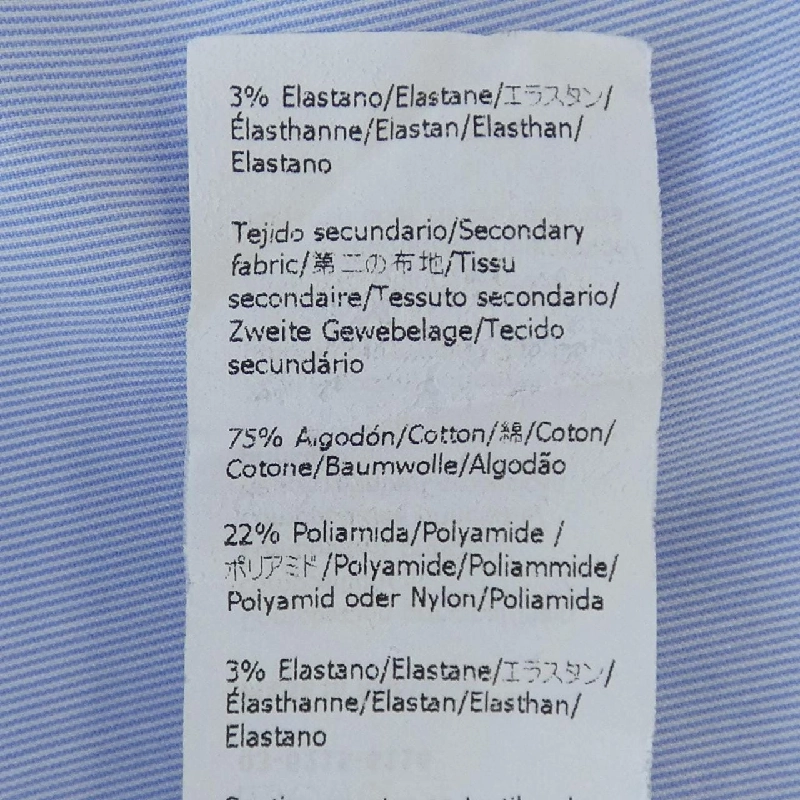 3% Elastano/Elastane/エラスタン/
Élasthanne/Elastan/Elasthan/
Elastano
Tejido secundario/Secondary
fabric/第二の布地/Tissu
secondaire/Tessuto secondario/
Zweite Gewebelage/Tecido
secundário
75% Algodón/Cotton/綿/Coton/
Cotone/Baumwolle/Algodão
22% Poliamida/Polyamide /
ポリアミド/Polyamide/Poliammide/
Polyamid oder Nylon/Poliamida
3% Elastano/Elastane/エラスタン/
Élasthanne/Elastan/Elasthan/
Elastano